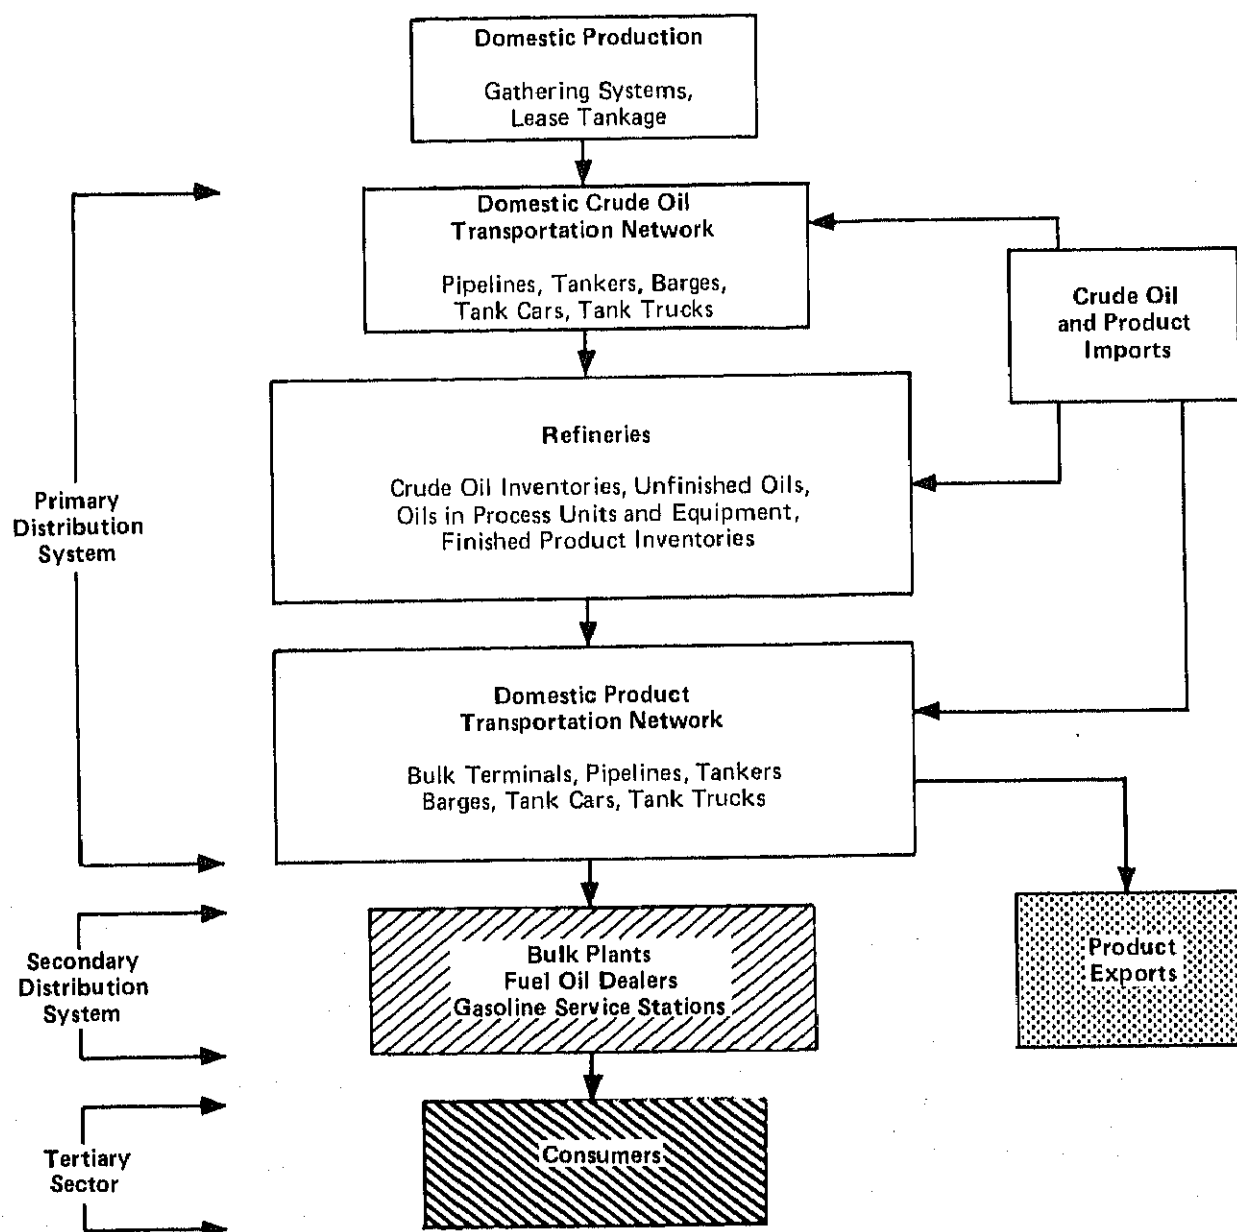 Domestic Production
Gathering Systems,
Lease Tankage
Domestic Crude Oil
Transportation Network
Pipelines, Tankers, Barges,
Tank Cars, Tank Trucks
Crude Oil
and Product
Imports
Refineries
Crude Oil Inventories, Unfinished Oils,
Oils in Process Units and Equipment,
Finished Product Inventories
Primary
Distribution
System
Domestic Product
Transportation Network
Bulk Terminals, Pipelines, Tankers
Barges, Tank Cars, Tank Trucks
Secondary
Distribution
System
Bulk Plants
Fuel Oil Dealers
Gasoline Service Stations
Product
Exports
Tertiary
Sector
Consumers